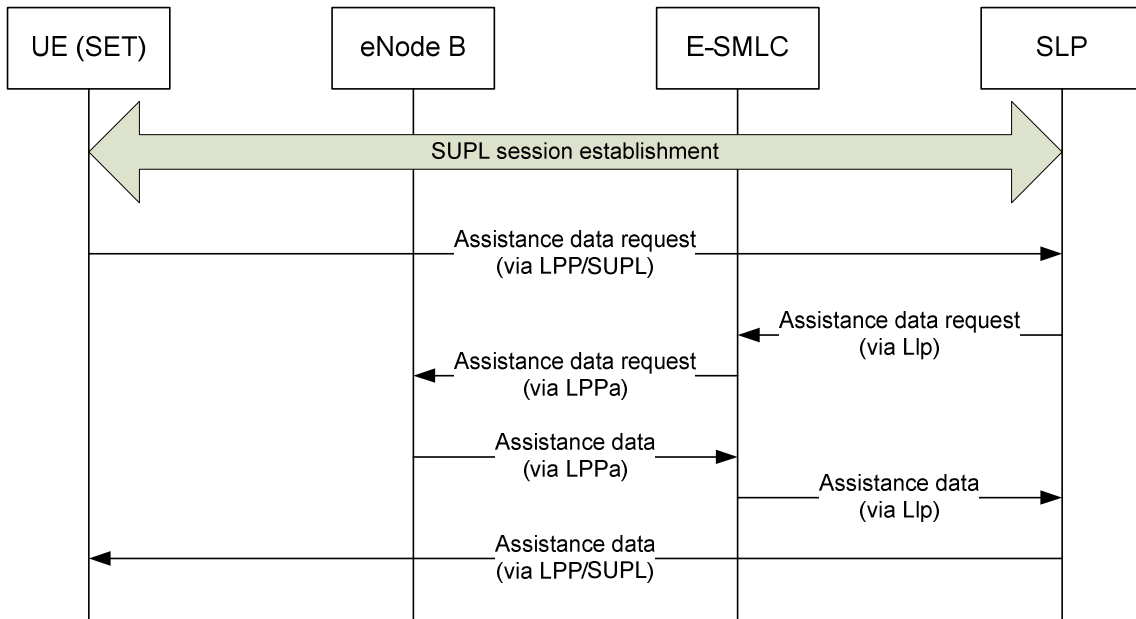 UE (SET)
eNode B
E-SMLC
SLP
SUPL session establishment
Assistance data request
(via LPP/SUPL)
Assistance data request
(via Llp)
Assistance data request
(via LPPa)
Assistance data
(via LPPa)
Assistance data
(via Llp)
Assistance data
(via LPP/SUPL)